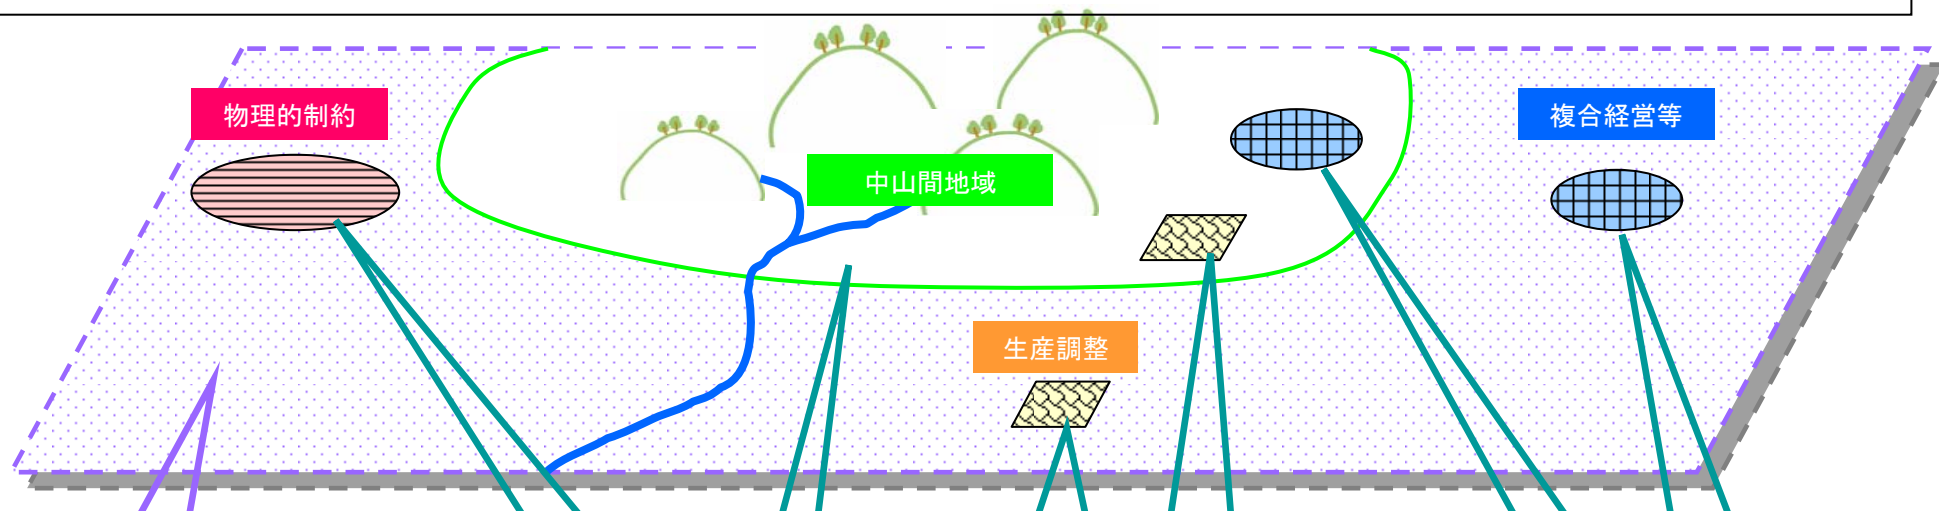 物理的制約
複合経営等
中山間地域
生産調整